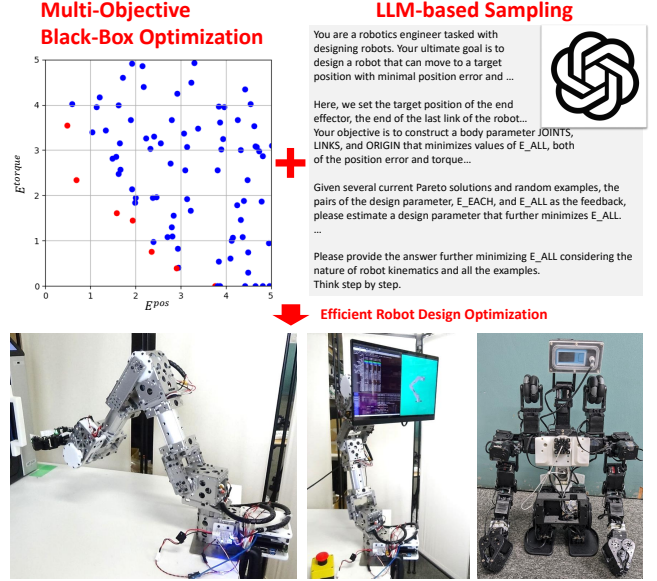 Multi-Objective
Black-Box Optimization
5
4
3
2
1
0
0
1
2
3
4
5
E^torque
E^pos
LLM-based Sampling
You are a robotics engineer tasked with
designing robots. Your ultimate goal is to
design a robot that can move to a target
position with minimal position error and …
Here, we set the target position of the end
effector, the end of the last link of the robot…
Your objective is to construct a body parameter JOINTS,
LINKS, and ORIGIN that minimizes values of E_ALL, both
of the position error and torque…
Given several current Pareto solutions and random examples, the
pairs of the design parameter, E_EACH, and E_ALL as the feedback,
please estimate a design parameter that further minimizes E_ALL.
…
Please provide the answer further minimizing E_ALL considering the
nature of robot kinematics and all the examples.
Think step by step.
+
Efficient Robot Design Optimization